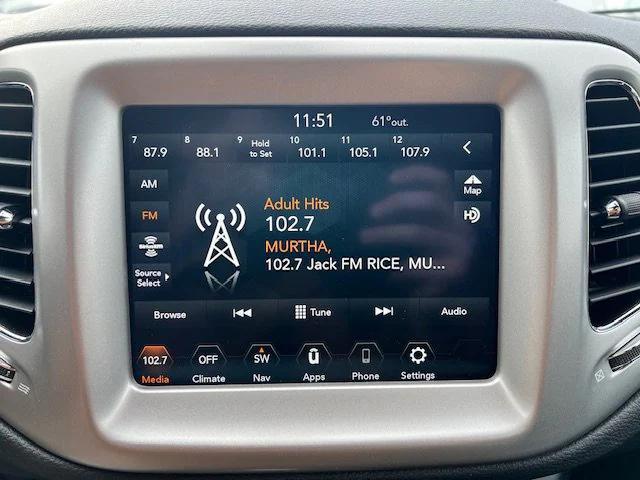 11:51 61°out.
7 87.9 8 88.1 9 Hold to Set 10 101.1 11 105.1 12 107.9
AM
Map
Adult Hits
FM
102.7
HD
siriusxm
MURTHA,
102.7 Jack FM RICE, MU...
Source
Select
Browse Tune Audio
102.7 OFF SW
Media Climate Nav Apps Phone Settings